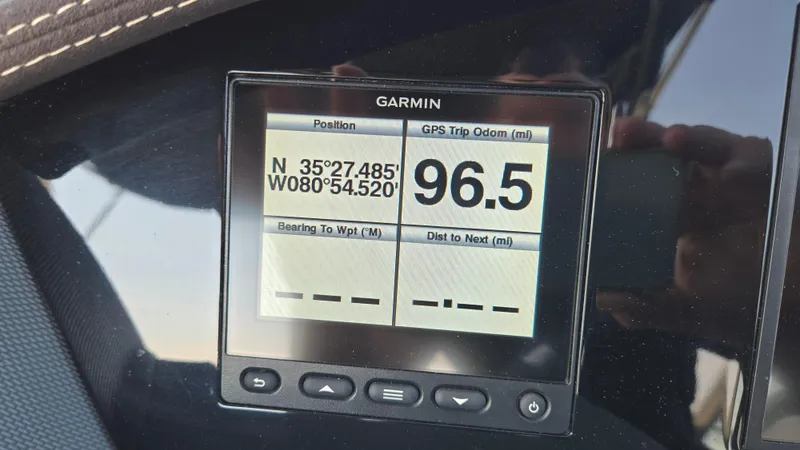 GARMIN
Position
GPS Trip Odom (mi)
N 35°27.485'
W080°54.520'
96.5
Bearing To Wpt (°M)
Dist to Next (mi)
_ _ _
_._ _